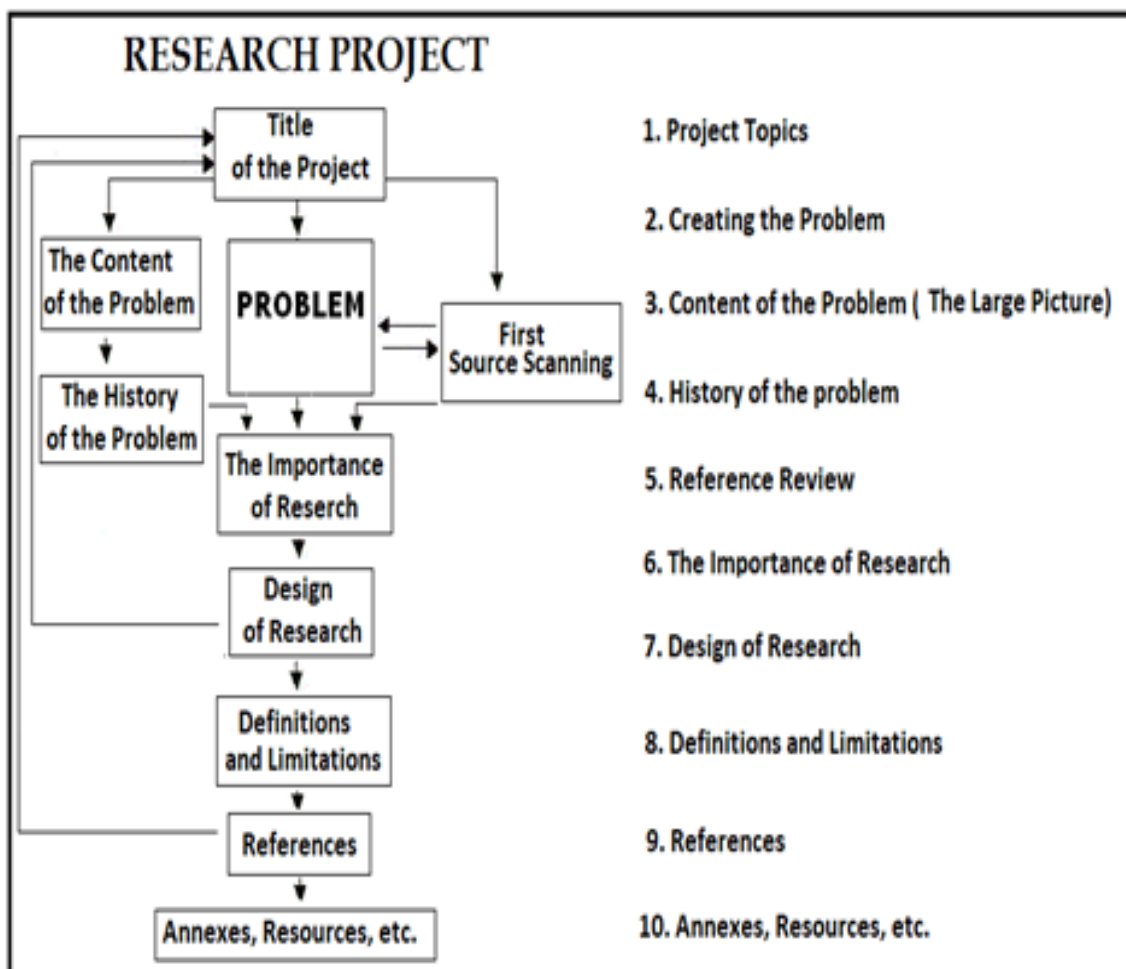 RESEARCH PROJECT
Title
of the Project
The Content
of the Problem
PROBLEM
First
Source Scanning
The History
of the Problem
The Importance
of Reserch
Design
of Research
Definitions
and Limitations
References
Annexes, Resources, etc.
1. Project Topics
2. Creating the Problem
3. Content of the Problem ( The Large Picture)
4. History of the problem
5. Reference Review
6. The Importance of Research
7. Design of Research
8. Definitions and Limitations
9. References
10. Annexes, Resources, etc.